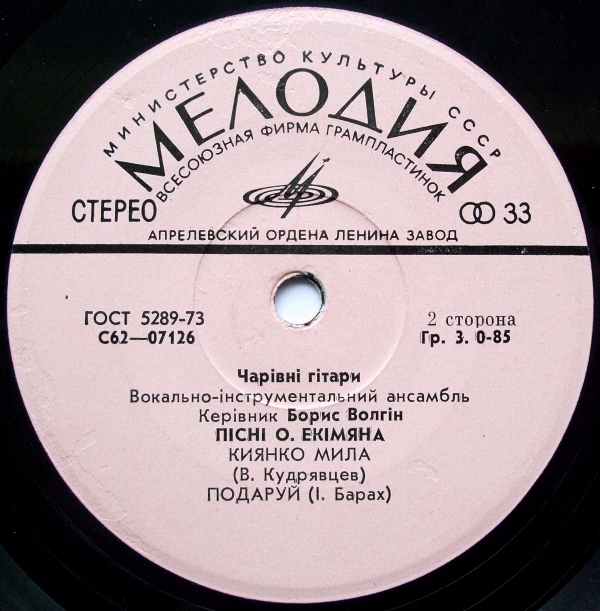 МИНИСТЕРСТВО КУЛЬТУРЫ СССР
МЕЛОДИЯ
ВСЕСОЮЗНАЯ ФИРМА ГРАМПЛАСТИНОК
СТЕРЕО
33
АПРЕЛЕВСКИЙ ОРДЕНА ЛЕНИНА ЗАВОД
ГОСТ 5289-73
2 сторона
С62—07126
Гр. 3. 0-85
Чарівні гітари
Вокально-інструментальний ансамбль
Керівник Борис Волгін
ПІСНІ О. ЕКІМЯНА
КИЯНКО МИЛА
(В. Кудрявцев)
ПОДАРУЙ (І. Барах)